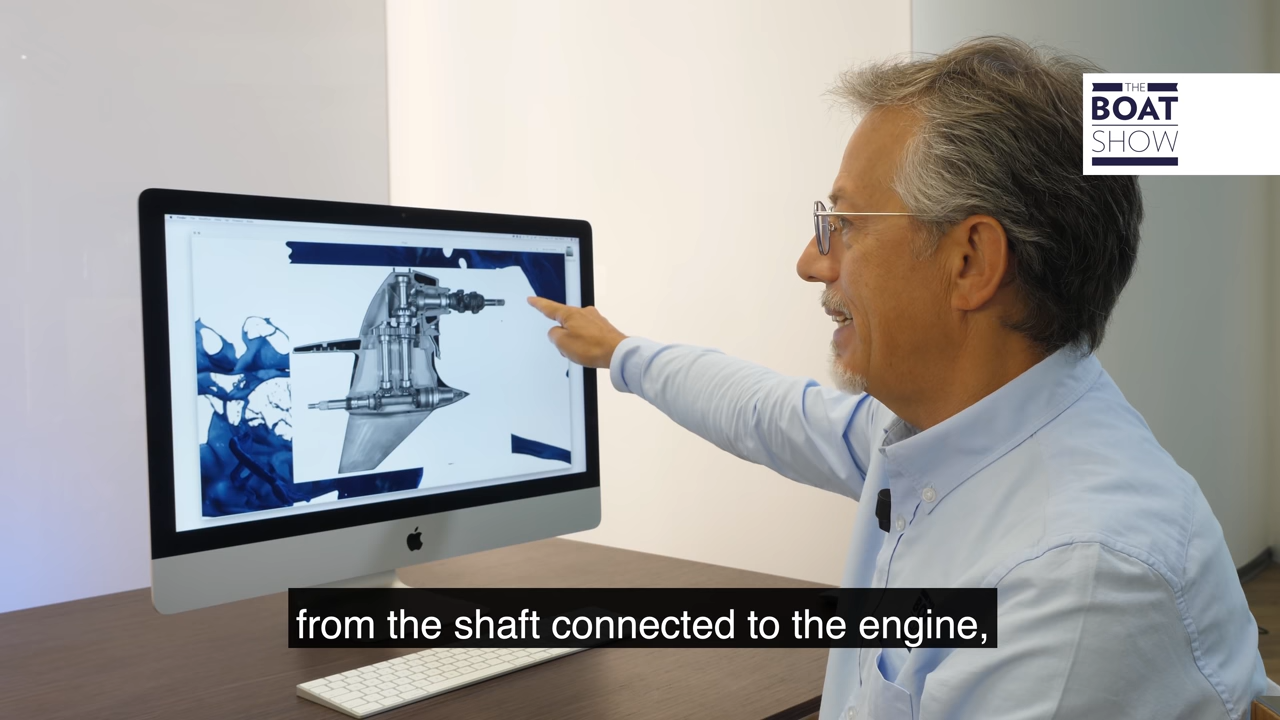 THE
BOAT
SHOW
from the shaft connected to the engine,